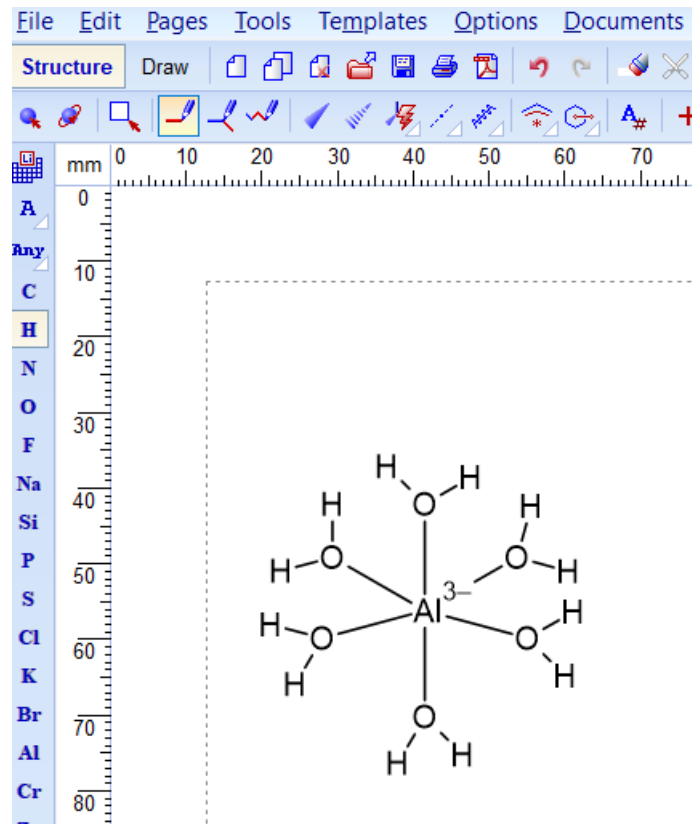 File Edit Pages Tools Templates Options Documents
Structure Draw
A#
Li
mm 0 10 20 30 40 50 60 70
A
Any
C
H
N
O
F
Na
Si
P
S
Cl
K
Br
Al
Cr
0
10
20
30
40
50
60
70
80
H H
O
H H
O O
H H
Al 3–
H H
O O
H H
O
H H